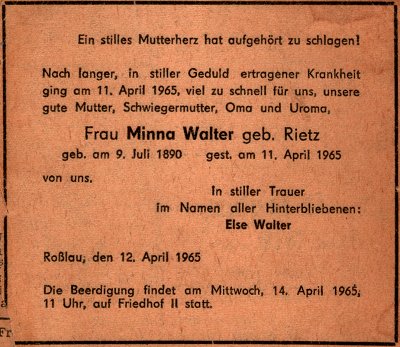 Ein stilles Mutterherz hat aufgehört zu schlagen!
Nach langer, in stiller Geduld ertragener Krankheit
ging am 11. April 1965, viel zu schnell für uns, unsere
gute Mutter, Schwiegermutter, Oma und Uroma,
Frau Minna Walter geb. Rietz
geb. am 9. Juli 1890 gest. am 11. April 1965
von uns.
In stiller Trauer
im Namen aller Hinterbliebenen:
Else Walter
Roßlau, den 12. April 1965
Die Beerdigung findet am Mittwoch, 14. April 1965,
11 Uhr, auf Friedhof II statt.
Fr